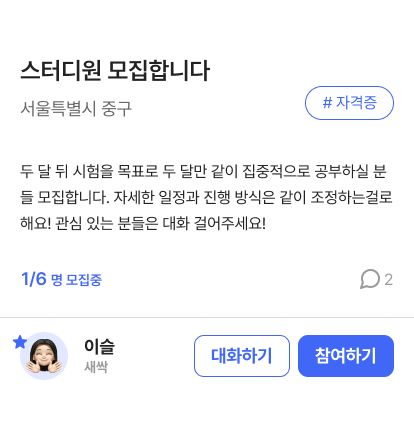 스터디원 모집합니다
서울특별시 중구
# 자격증
두 달 뒤 시험을 목표로 두 달만 같이 집중적으로 공부하실 분
들 모집합니다. 자세한 일정과 진행 방식은 같이 조정하는걸로
해요! 관심 있는 분들은 대화 걸어주세요!
1/6 명 모집중
2
이슬
새싹
대화하기
참여하기